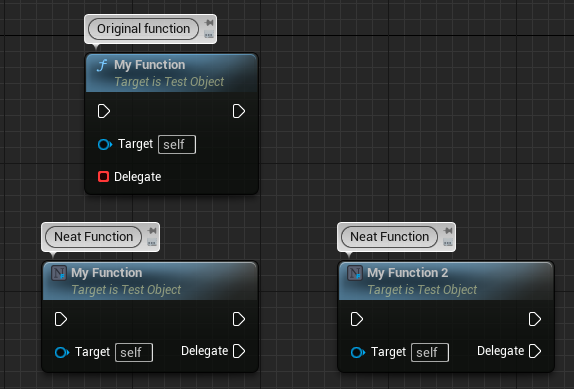 Original function
f My Function
Target is Test Object
Target self
Delegate
Neat Function
Neat Function
My Function
Target is Test Object
Target self Delegate
My Function 2
Target is Test Object
Target self Delegate